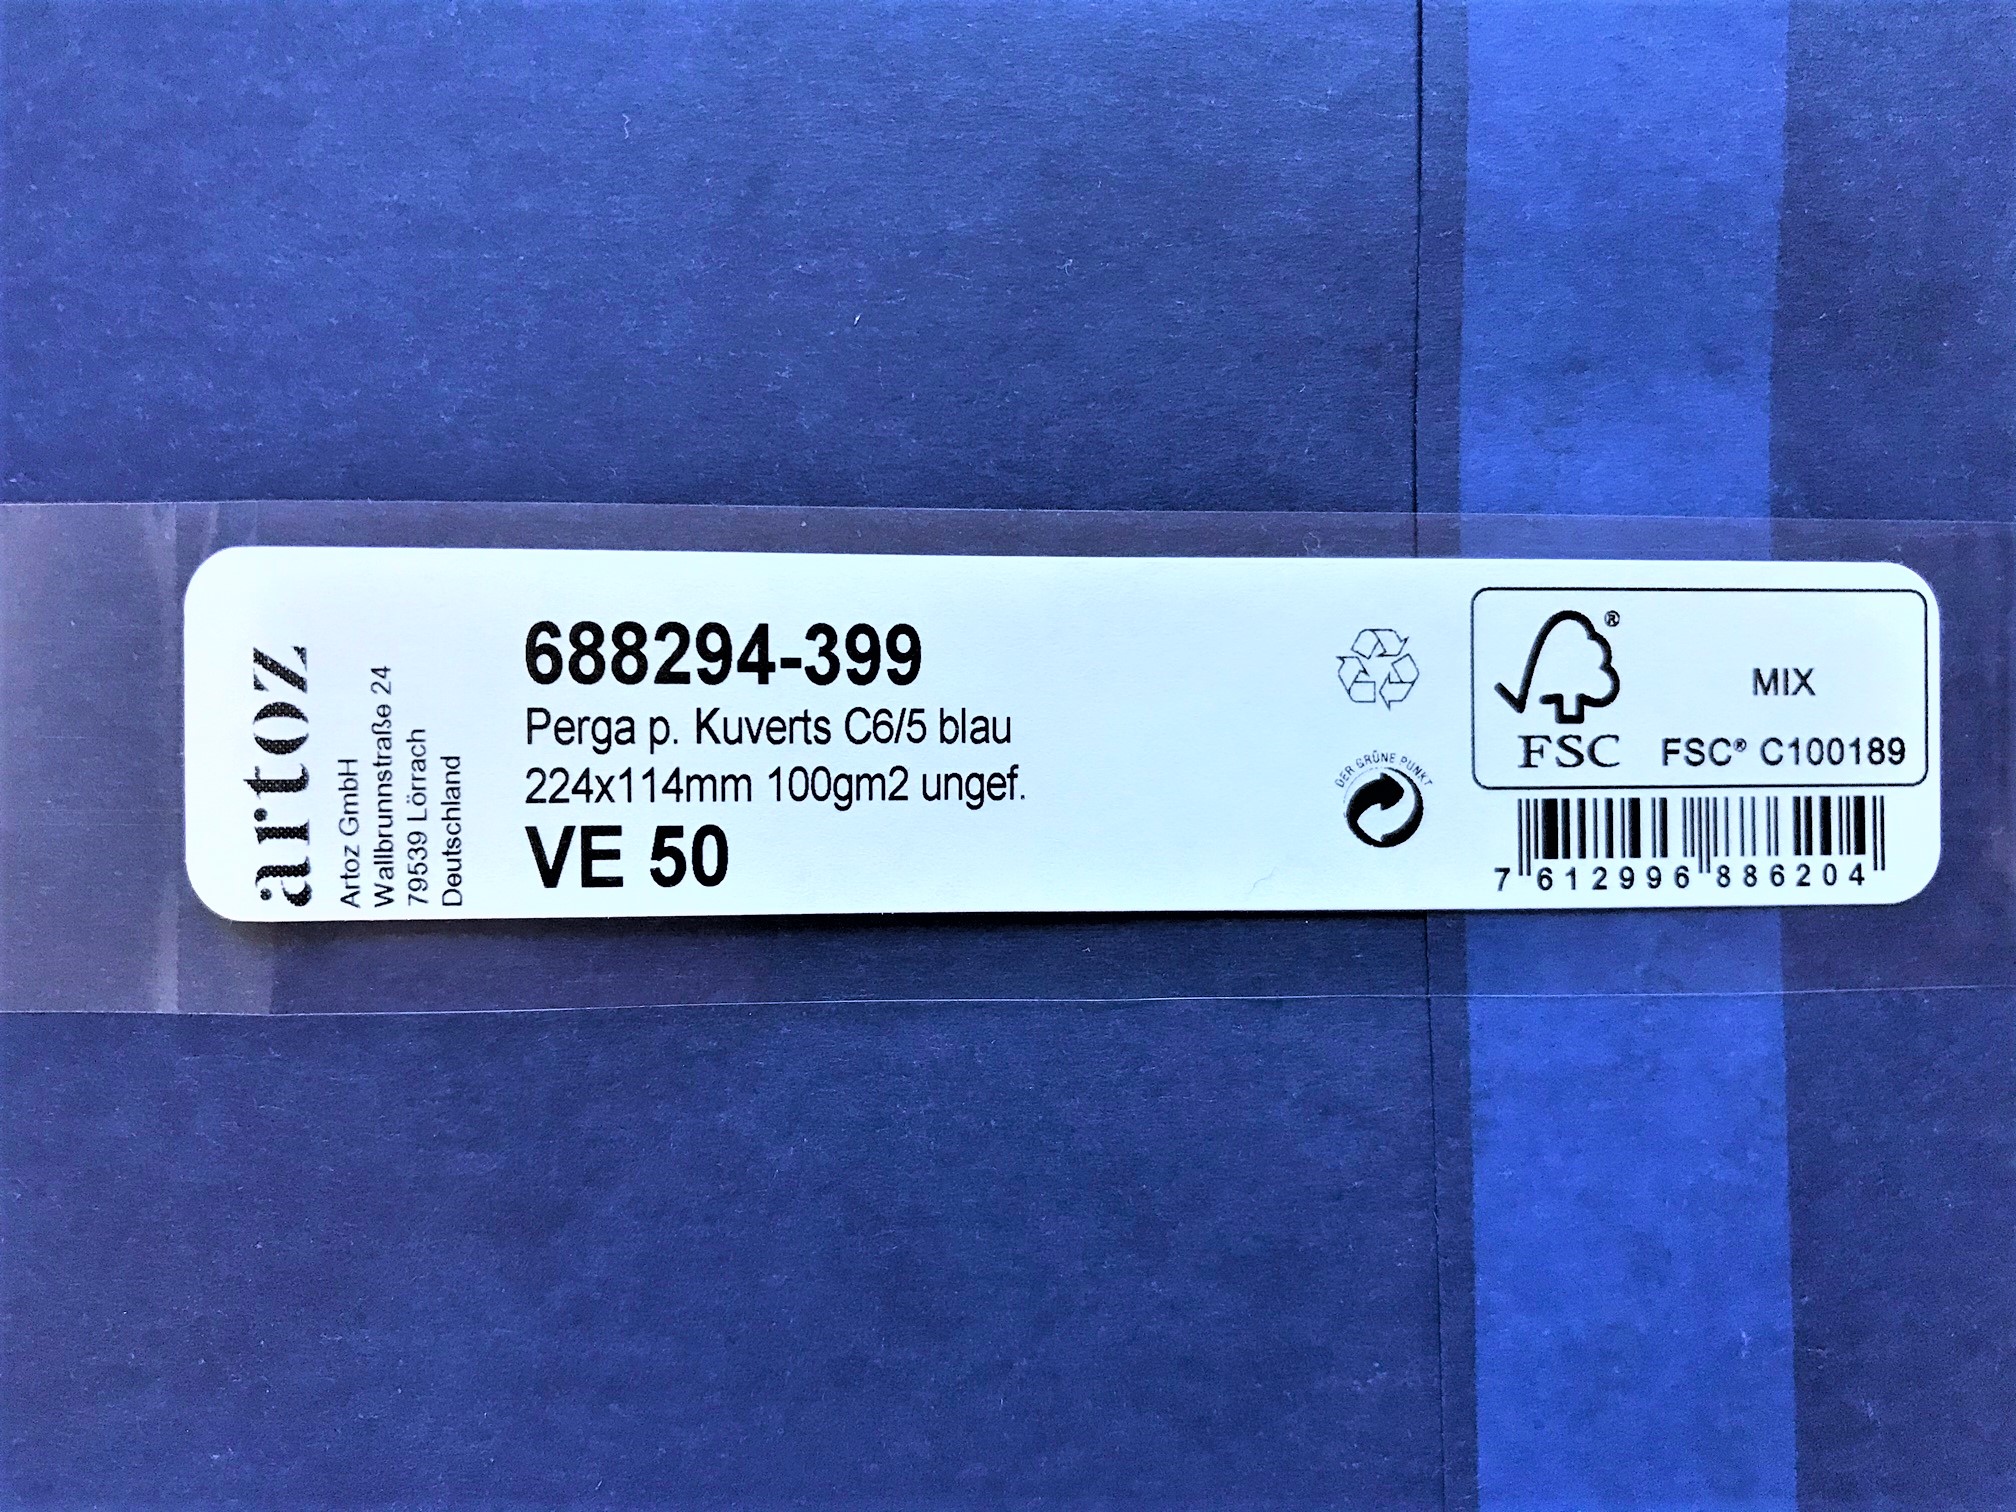 artoz
Artoz GmbH
Wallbrunnstraße 24
79539 Lörrach
Deutschland
688294-399
Perga p. Kuverts C6/5 blau
224x114mm 100gm2 ungef.
VE 50
DER GRÜNE PUNKT
®
FSC
MIX
FSC® C100189
7 612996 886204